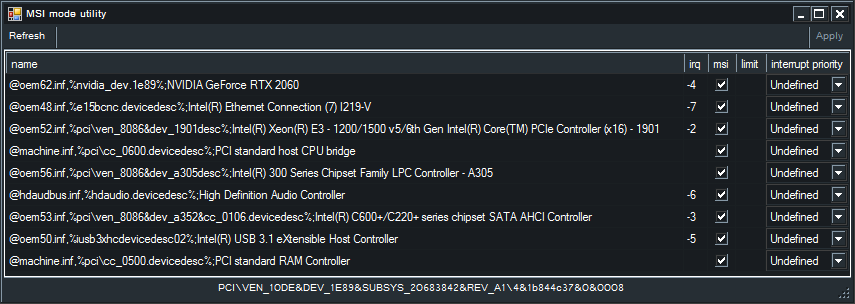 MSI mode utility
Refresh Apply
name irq msi limit interrupt priority
@oem62.inf,%nvidia_dev.1e89%;NVIDIA GeForce RTX 2060 -4 Undefined
@oem48.inf,%e15bcnc.devicedesc%;Intel(R) Ethernet Connection (7) I219-V -7 Undefined
@oem52.inf,%pci\ven_8086&dev_1901desc%;Intel(R) Xeon(R) E3 - 1200/1500 v5/6th Gen Intel(R) Core(TM) PCIe Controller (x16) - 1901 -2 Undefined
@machine.inf,%pci\cc_0600.devicedesc%;PCI standard host CPU bridge Undefined
@oem56.inf,%pci\ven_8086&dev_a305desc%;Intel(R) 300 Series Chipset Family LPC Controller - A305 Undefined
@hdaudbus.inf,%hdaudio.devicedesc%;High Definition Audio Controller -6 Undefined
@oem53.inf,%pci\ven_8086&dev_a352&cc_0106.devicedesc%;Intel(R) C600+/C220+ series chipset SATA AHCI Controller -3 Undefined
@oem50.inf,%iusb3xhcdevicedesc02%;Intel(R) USB 3.1 eXtensible Host Controller -5 Undefined
@machine.inf,%pci\cc_0500.devicedesc%;PCI standard RAM Controller Undefined
PCI\VEN_10DE&DEV_1E89&SUBSYS_20683842&REV_A1\4&1b844c37&0&0008